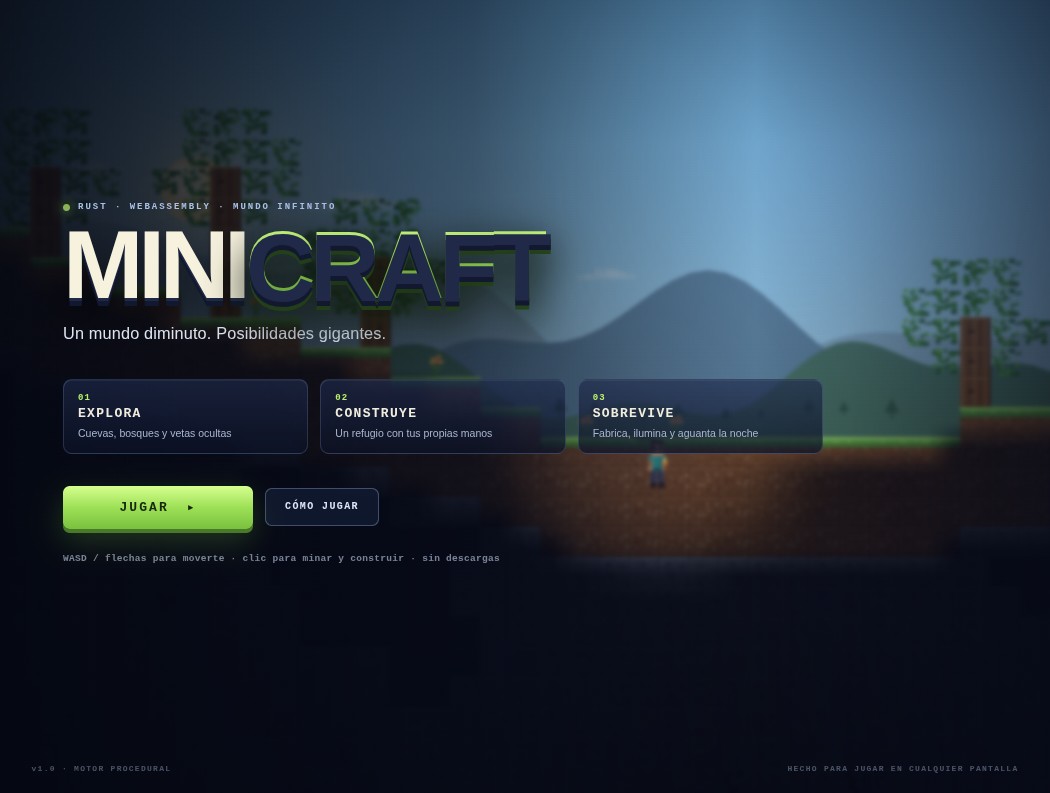 RUST · WEBASSEMBLY · MUNDO INFINITO
MINICRAFT
Un mundo diminuto. Posibilidades gigantes.
01
EXPLORA
Cuevas, bosques y vetas ocultas
02
CONSTRUYE
Un refugio con tus propias manos
03
SOBREVIVE
Fabrica, ilumina y aguanta la noche
JUGAR ▸
CÓMO JUGAR
WASD / flechas para moverte · clic para minar y construir · sin descargas
v1.0 · MOTOR PROCEDURAL
HECHO PARA JUGAR EN CUALQUIER PANTALLA